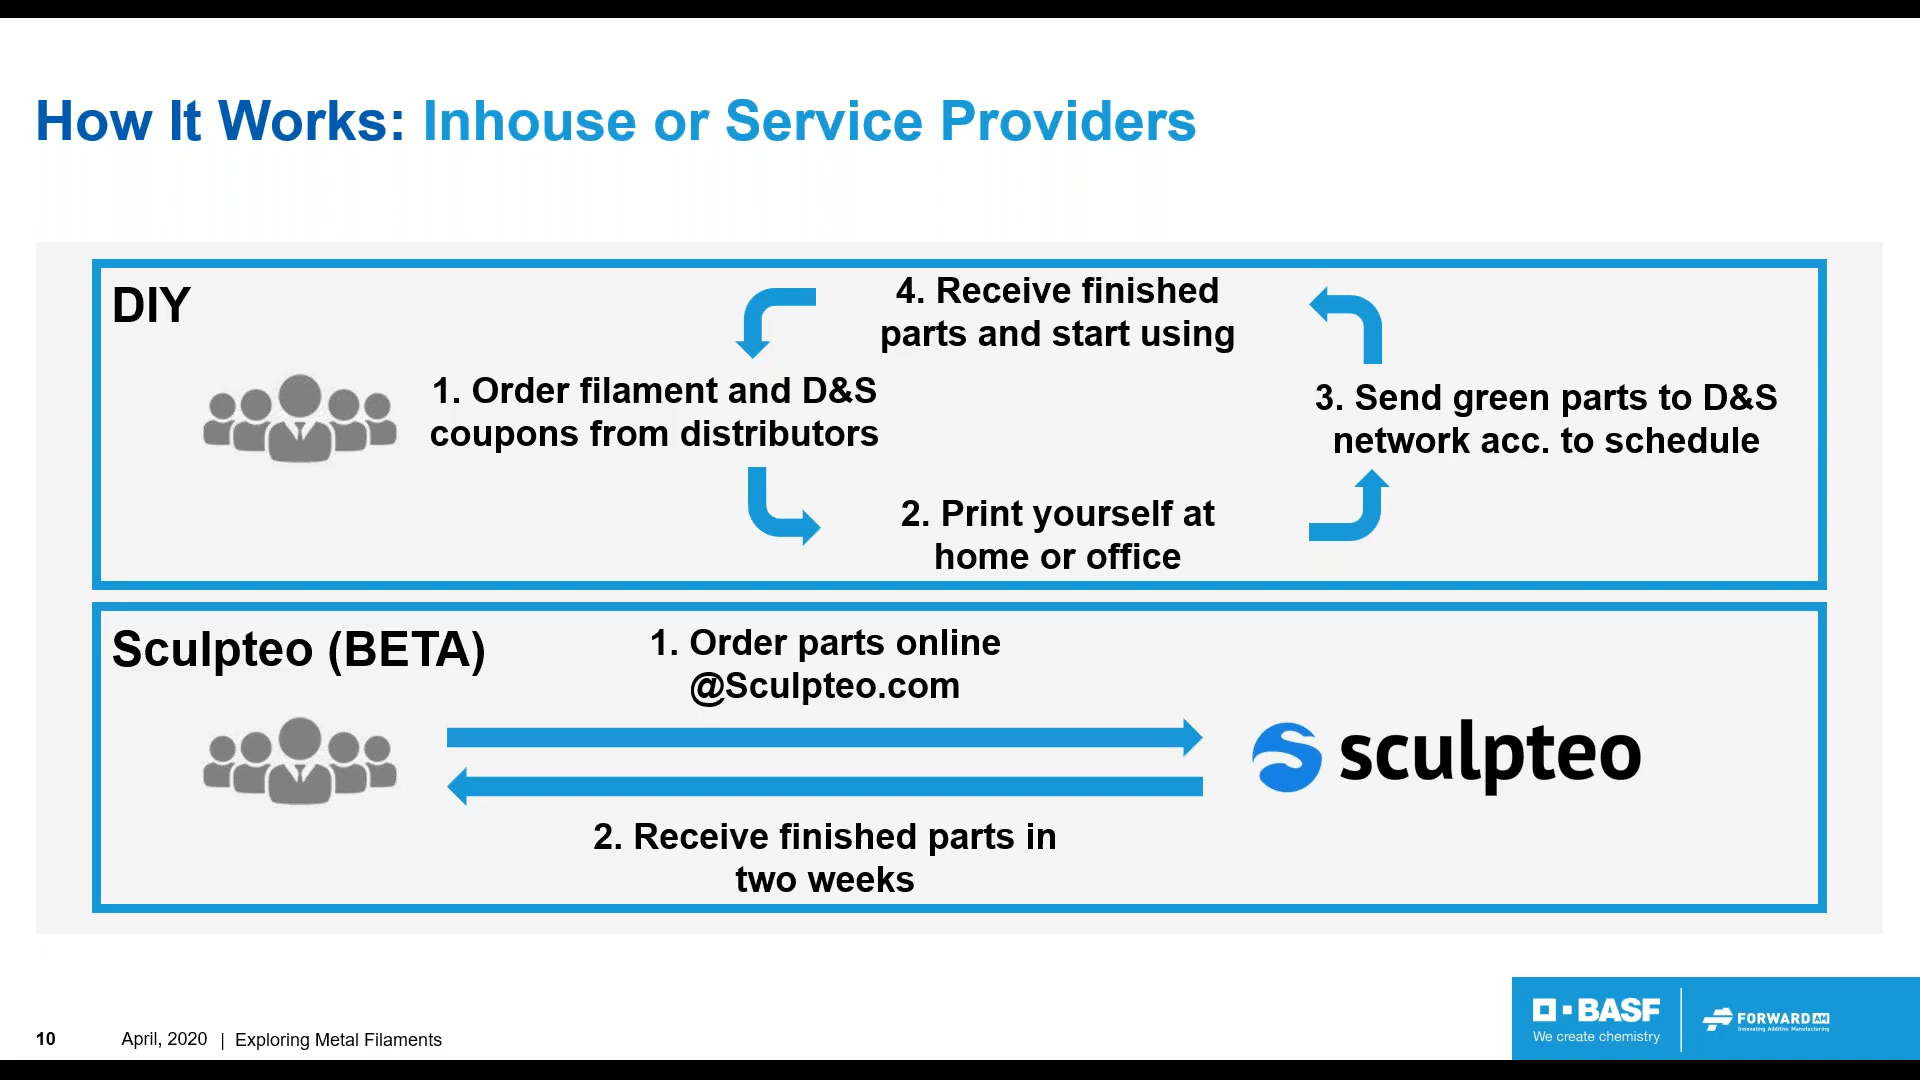 How It Works: Inhouse or Service Providers
DIY
4. Receive finished
parts and start using
1. Order filament and D&S
coupons from distributors
3. Send green parts to D&S
network acc. to schedule
2. Print yourself at
home or office
Sculpteo (BETA)
1. Order parts online
@Sculpteo.com
sculpteo
2. Receive finished parts in
two weeks
10 April, 2020 | Exploring Metal Filaments
BASF
We create chemistry
FORWARD AM
Innovating Additive Manufacturing